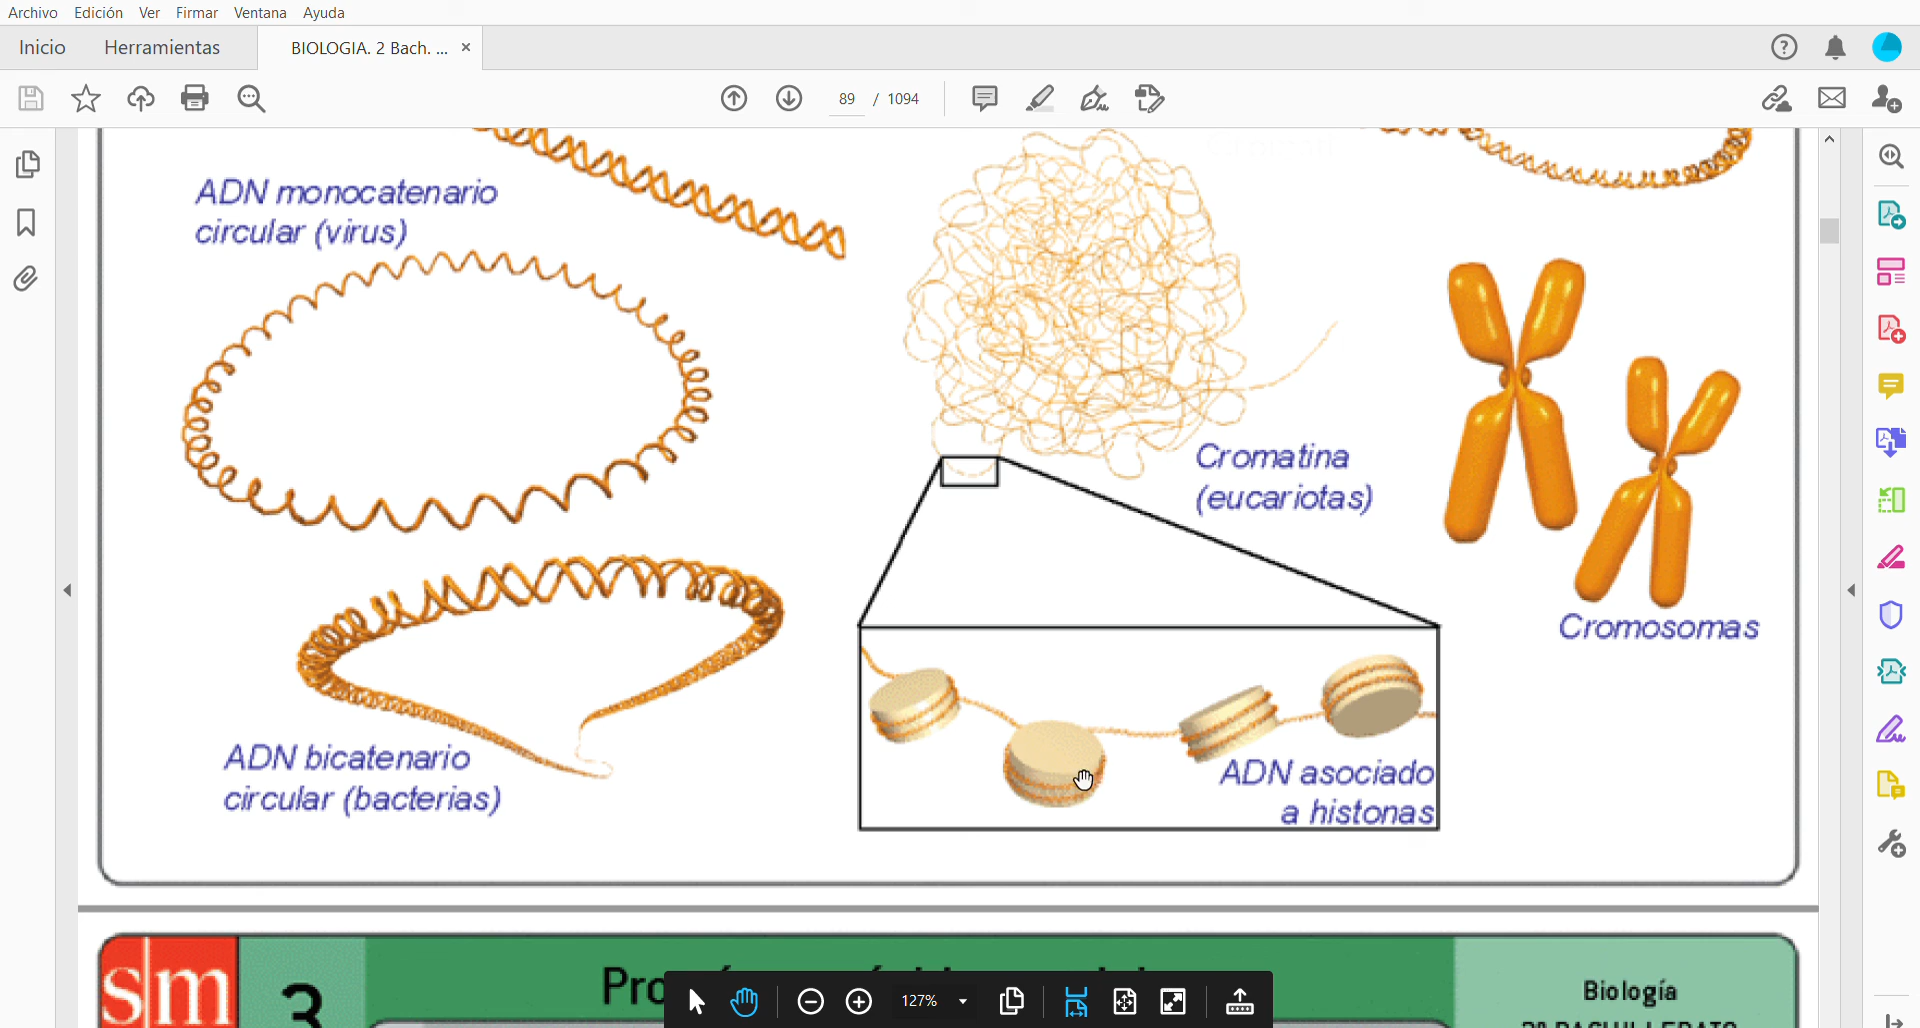 Archivo Edición Ver Firmar Ventana Ayuda
Inicio Herramientas BIOLOGIA. 2 Bach. ... ×
89 / 1094
ADN monocatenario
circular (virus)
Cromatina
(eucariotas)
Cromosomas
ADN bicatenario
circular (bacterias)
ADN asociado
a histonas
sm
3
Biología
127%